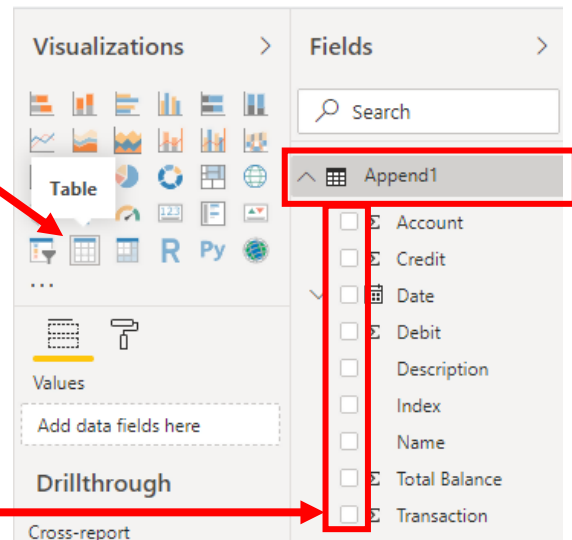 Visualizations
Table
123
R Py
...
Values
Add data fields here
Drillthrough
Cross-report
Fields
Search
Append1
Σ Account
Σ Credit
Date
Σ Debit
Description
Index
Name
Σ Total Balance
Σ Transaction